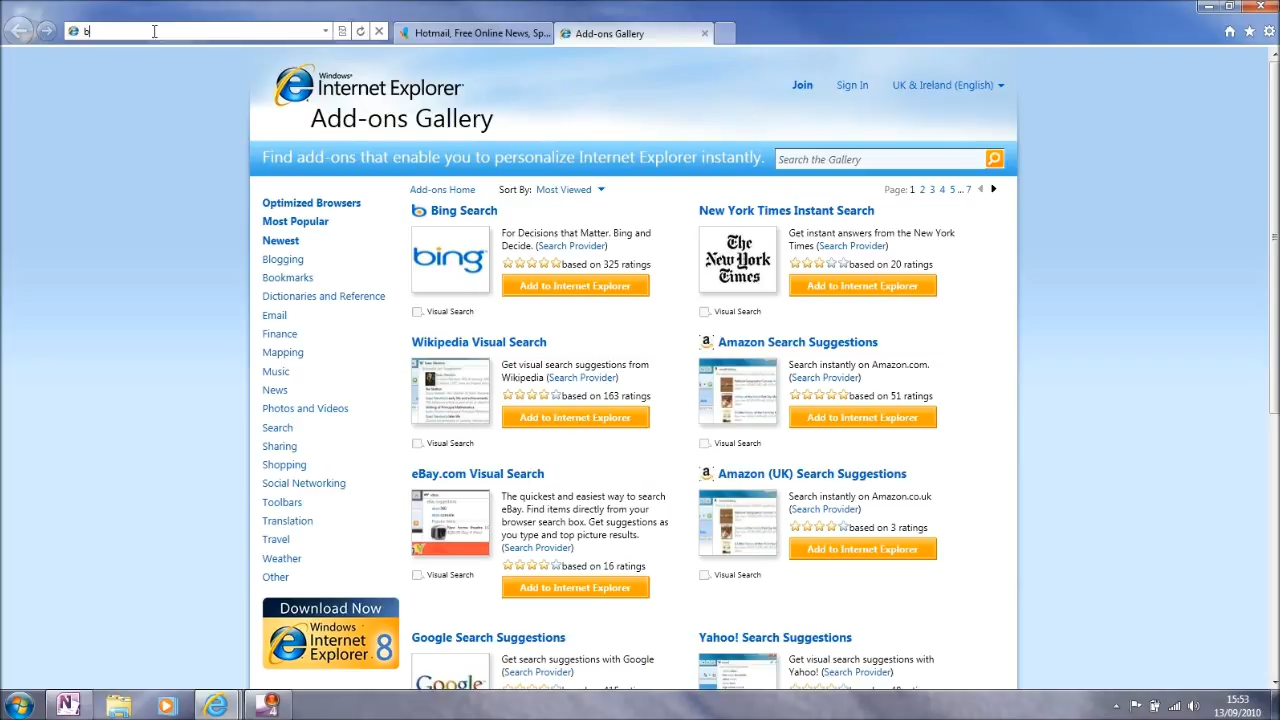 b
Hotmail, Free Online News, Sp...
Add-ons Gallery
Windows
Internet Explorer
Add-ons Gallery
Join
Sign In
UK & Ireland (English)
Find add-ons that enable you to personalize Internet Explorer instantly.
Search the Gallery
Add-ons Home
Sort By: Most Viewed
Page: 1 2 3 4 5 ... 7
Optimized Browsers
Most Popular
Newest
Blogging
Bookmarks
Dictionaries and Reference
Email
Finance
Mapping
Music
News
Photos and Videos
Search
Sharing
Shopping
Social Networking
Toolbars
Translation
Travel
Weather
Other
Download Now
Windows
Internet
Explorer 8
Bing Search
bing
For Decisions that Matter. Bing and
Decide. (Search Provider)
based on 325 ratings
Add to Internet Explorer
Visual Search
New York Times Instant Search
The
New York
Times
Get instant answers from the New York
Times (Search Provider)
based on 20 ratings
Add to Internet Explorer
Visual Search
Wikipedia Visual Search
Get visual search suggestions from
Wikipedia (Search Provider)
based on 163 ratings
Add to Internet Explorer
Visual Search
Amazon Search Suggestions
Search instantly on Amazon.com.
(Search Provider)
based on 51 ratings
Add to Internet Explorer
Visual Search
eBay.com Visual Search
The quickest and easiest way to search
eBay. Find items directly from your
browser search box. Get suggestions as
you type and top picture results.
(Search Provider)
based on 16 ratings
Add to Internet Explorer
Visual Search
Amazon (UK) Search Suggestions
Search instantly on Amazon.co.uk
(Search Provider)
based on 3 ratings
Add to Internet Explorer
Visual Search
Google Search Suggestions
Google
Get search suggestions with Google
(Search Provider)
Yahoo! Search Suggestions
Get visual search suggestions with
Yahoo! (Search Provider)
15:53
13/09/2010